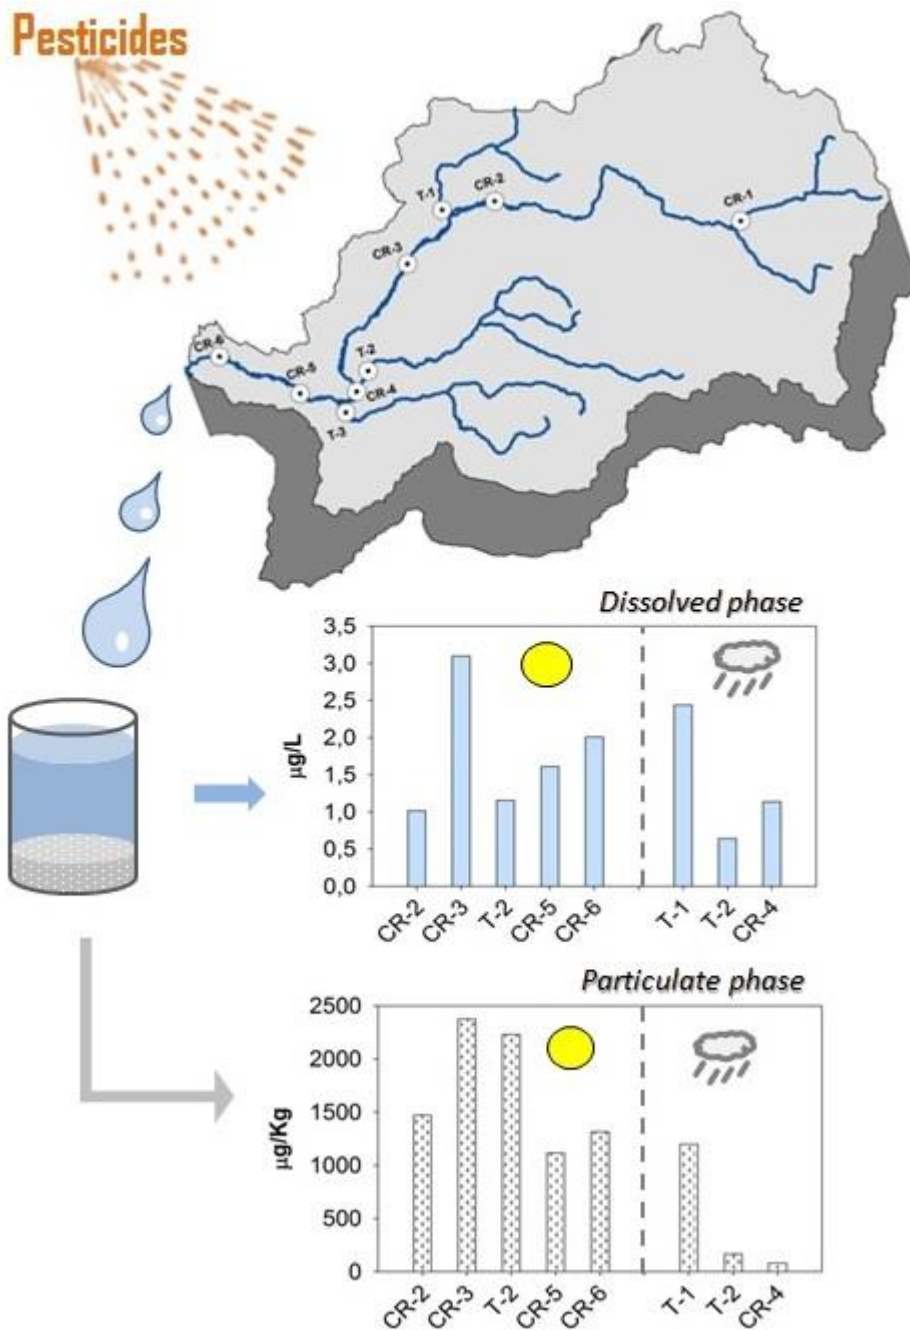 Pesticides
T-1
CR-2
CR-1
CR-3
CR-6
CR-5
T-2
CR-4
T-3
Dissolved phase
3,5
3,0
2,5
2,0
1,5
1,0
0,5
0,0
µg/L
CR-2
CR-3
T-2
CR-5
CR-6
T-1
T-2
CR-4
Particulate phase
2500
2000
1500
1000
500
0
µg/Kg
CR-2
CR-3
T-2
CR-5
CR-6
T-1
T-2
CR-4